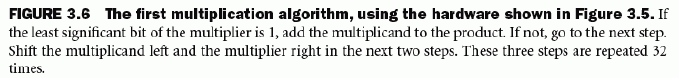 FIGURE 3.6 The first multiplication algorithm, using the hardware shown in Figure 3.5. If
the least significant bit of the multiplier is 1, add the multiplicand to the product. If not, go to the next step.
Shift the multiplicand left and the multiplier right in the next two steps. These three steps are repeated 32
times.